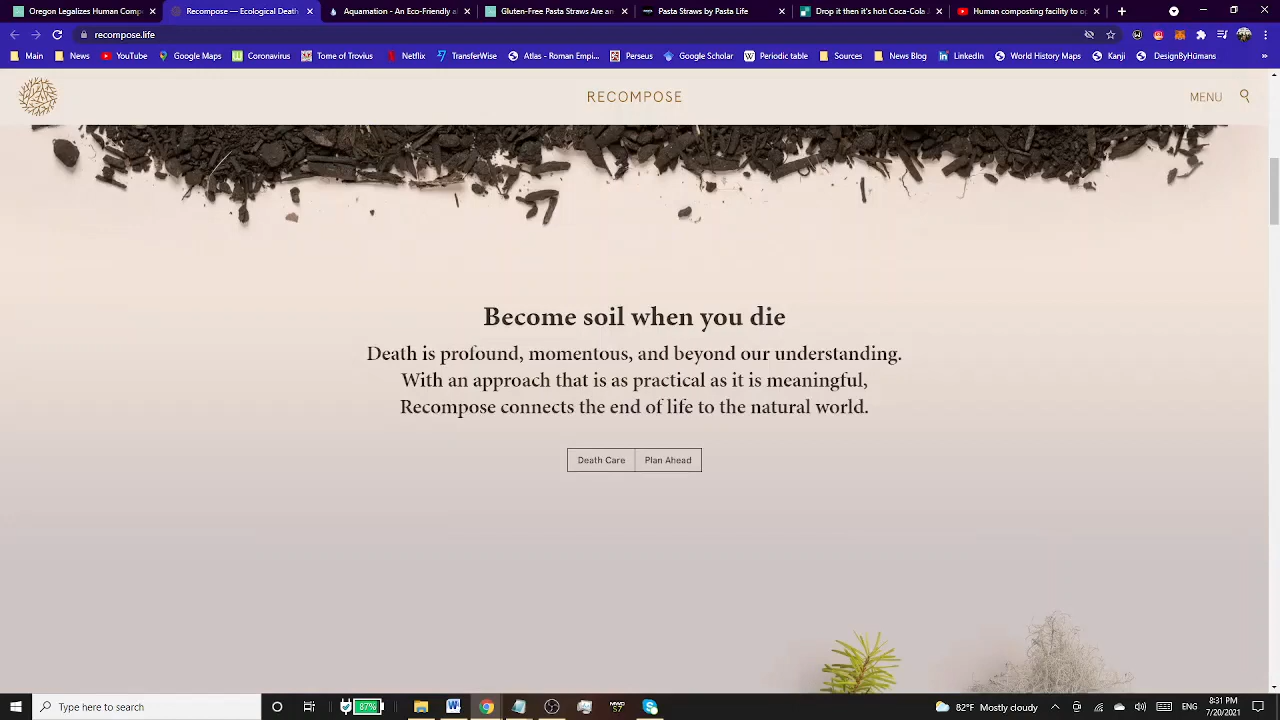 Oregon Legalizes Human Comp
Recompose — Ecological Death
Aquamation - An Eco-Friendly a
Gluten-Free Pasta Straws Are an
Pasta Straws by Pasta Life
Drop it then it's out: Coca-Cola
Human composting facility to op
recompose.life
Main
News
YouTube
Google Maps
Coronavirus
Tome of Trovius
Netflix
TransferWise
Atlas - Roman Empi...
Perseus
Google Scholar
Periodic table
Sources
News Blog
LinkedIn
World History Maps
Kanji
DesignByHumans
RECOMPOSE
MENU
Become soil when you die
Death is profound, momentous, and beyond our understanding.
With an approach that is as practical as it is meaningful,
Recompose connects the end of life to the natural world.
Death Care
Plan Ahead
Type here to search
87%
82°F Mostly cloudy
ENG
8:31 PM
7/20/2021